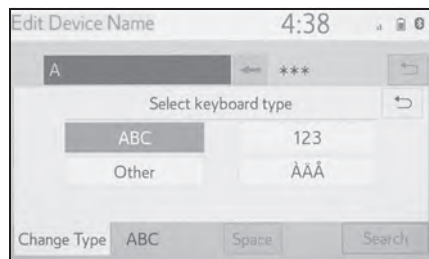 Edit Device Name 4:38
A ***
Select keyboard type
ABC 123
Other ÀÄÅ
Change Type ABC Space Search